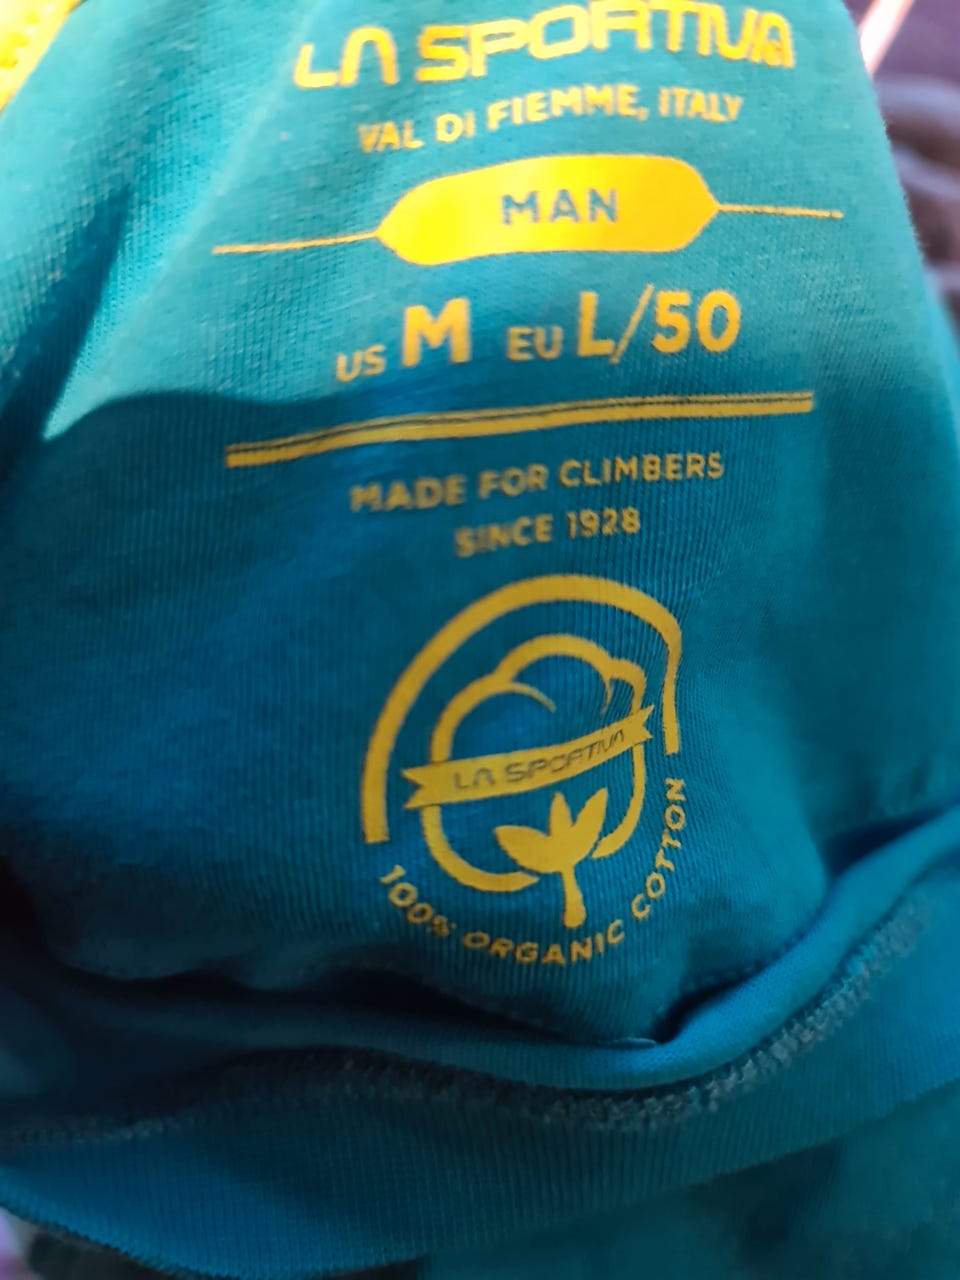 LA SPORTIVA
VAL DI FIEMME, ITALY
MAN
US M EU L/50
MADE FOR CLIMBERS
SINCE 1928
LA SPORTIVA
100% ORGANIC COTTON